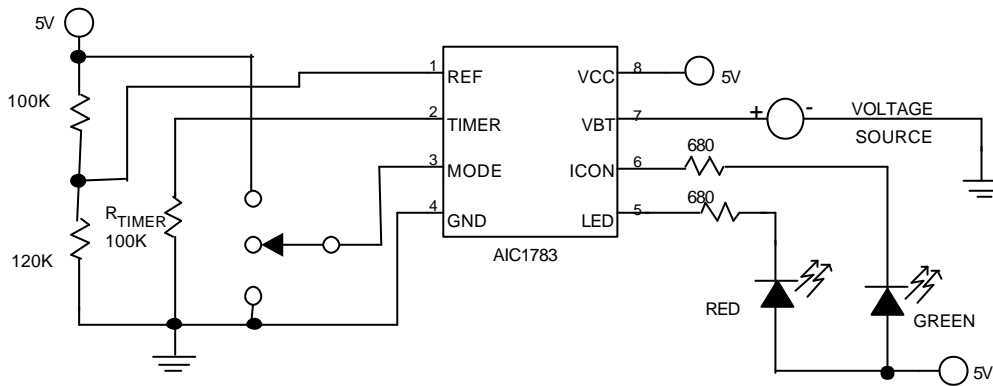 5V
100K
120K
R TIMER
100K
1 REF
2 TIMER
3 MODE
4 GND
VCC 8
VBT 7
ICON 6
LED 5
AIC1783
5V
+ -
VOLTAGE
SOURCE
680
680
RED
GREEN
5V